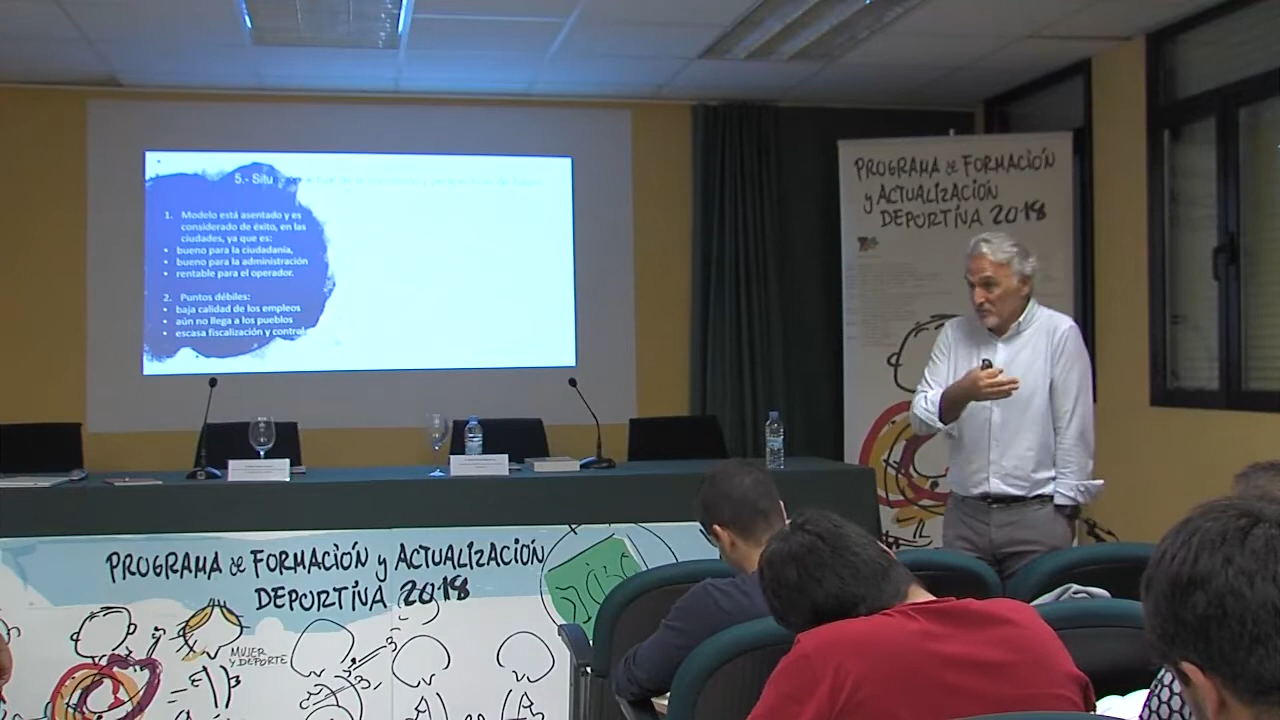 5.- Situ
1. Modelo está asentado y es
considerado de éxito, en las
ciudades, ya que es:
• bueno para la ciudadanía,
• bueno para la administración
• rentable para el operador.
2. Puntos débiles:
• baja calidad de los empleos
• aún no llega a los pueblos
• escasa fiscalización y control
PROGRAMA DE FORMACIÓN
y ACTUALIZACIÓN
DEPORTIVA 2018
PROGRAMA DE FORMACIÓN y ACTUALIZACIÓN
DEPORTIVA 2018
MUJER
Y DEPORTE